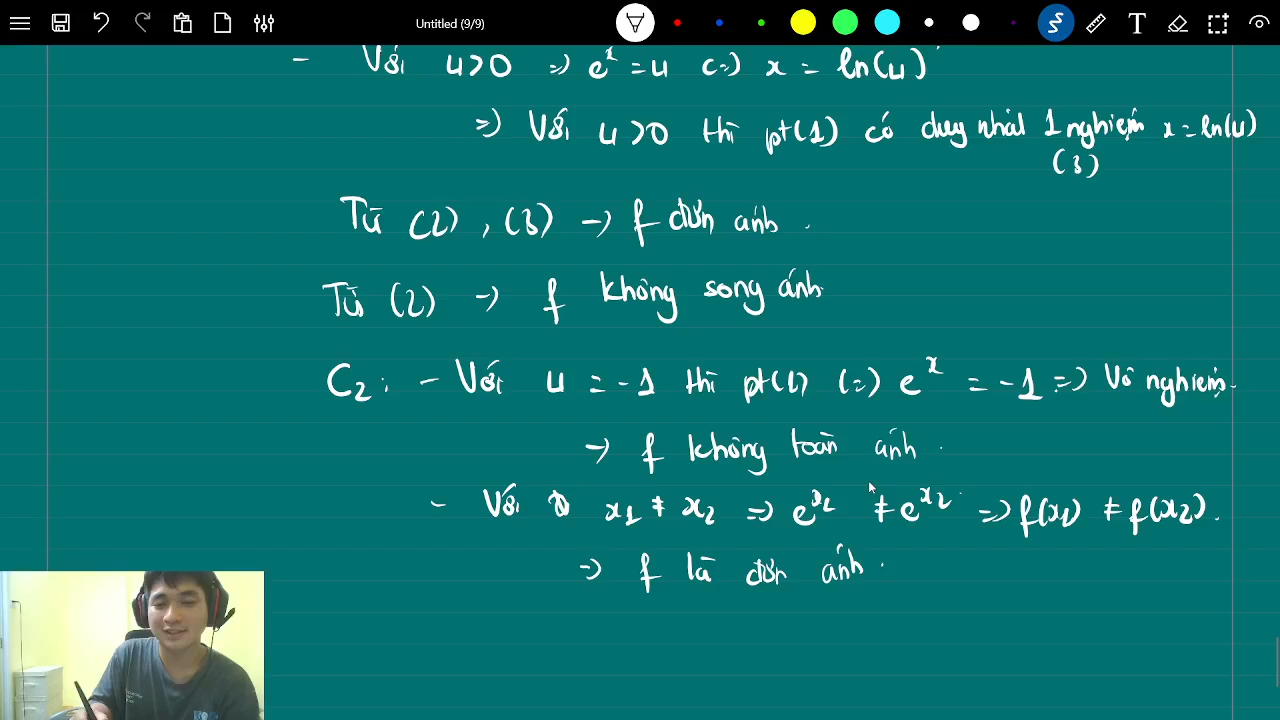 Untitled (9/9)
- Với u>0 => e^x = u <=> x = ln(u)
=> Với u>0 thì pt(1) có duy nhất 1 nghiệm x = ln(u)
(3)
Từ (2), (3) -> f đơn ánh.
Từ (2) -> f không song ánh.
C2: - Với u = -1 thì pt(1) <=> e^x = -1 => Vô nghiệm.
-> f không toàn ánh.
- Với x1 ≠ x2 => e^x1 ≠ e^x2 => f(x1) ≠ f(x2).
=> f là đơn ánh.